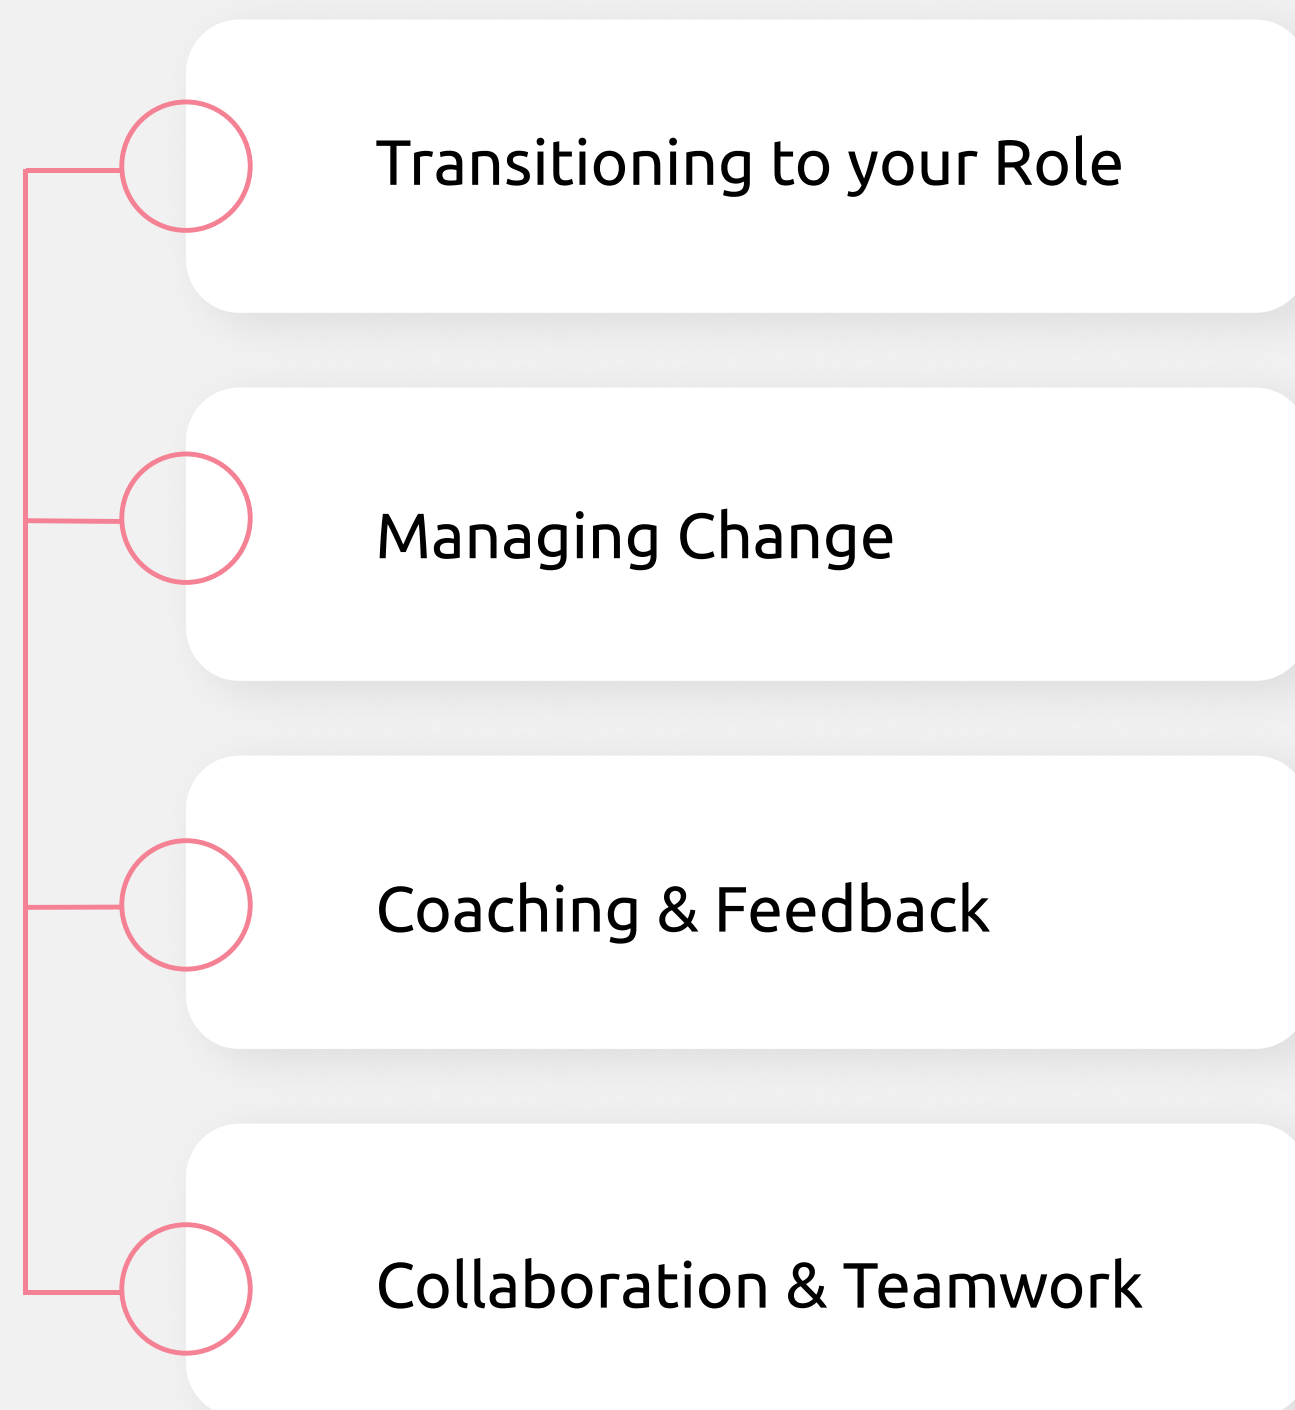 Transitioning to your Role
Managing Change
Coaching & Feedback
Collaboration & Teamwork